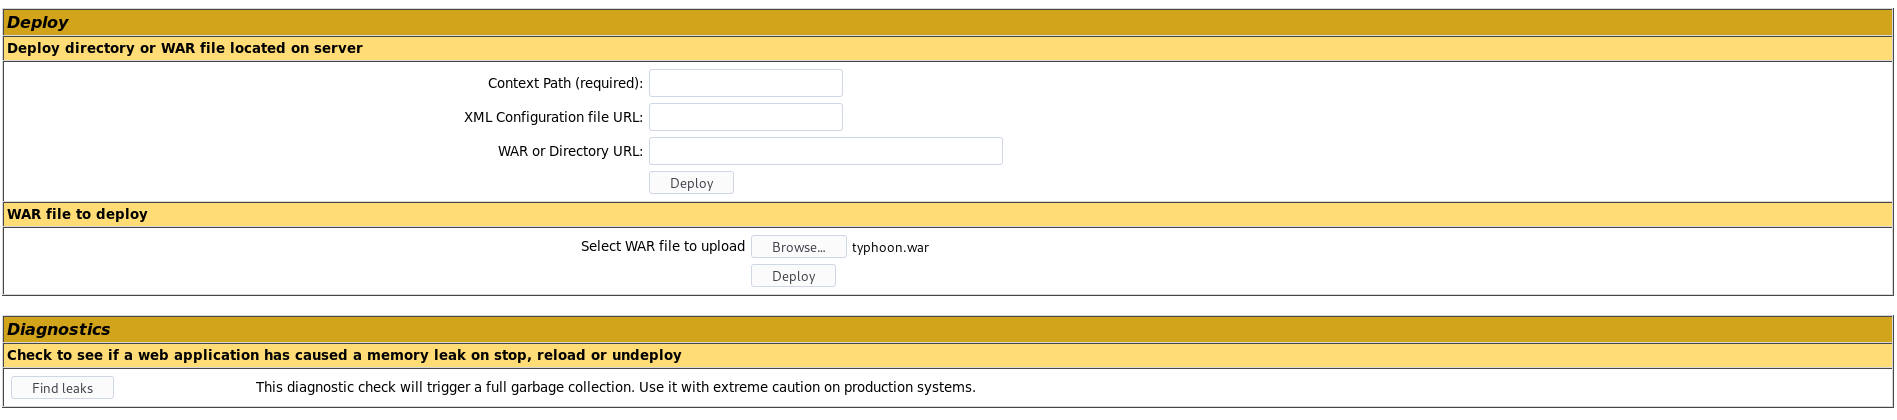 Deploy
Deploy directory or WAR file located on server
Context Path (required):
XML Configuration file URL:
WAR or Directory URL:
Deploy
WAR file to deploy
Select WAR file to upload Browse... typhoon.war
Deploy
Diagnostics
Check to see if a web application has caused a memory leak on stop, reload or undeploy
Find leaks This diagnostic check will trigger a full garbage collection. Use it with extreme caution on production systems.